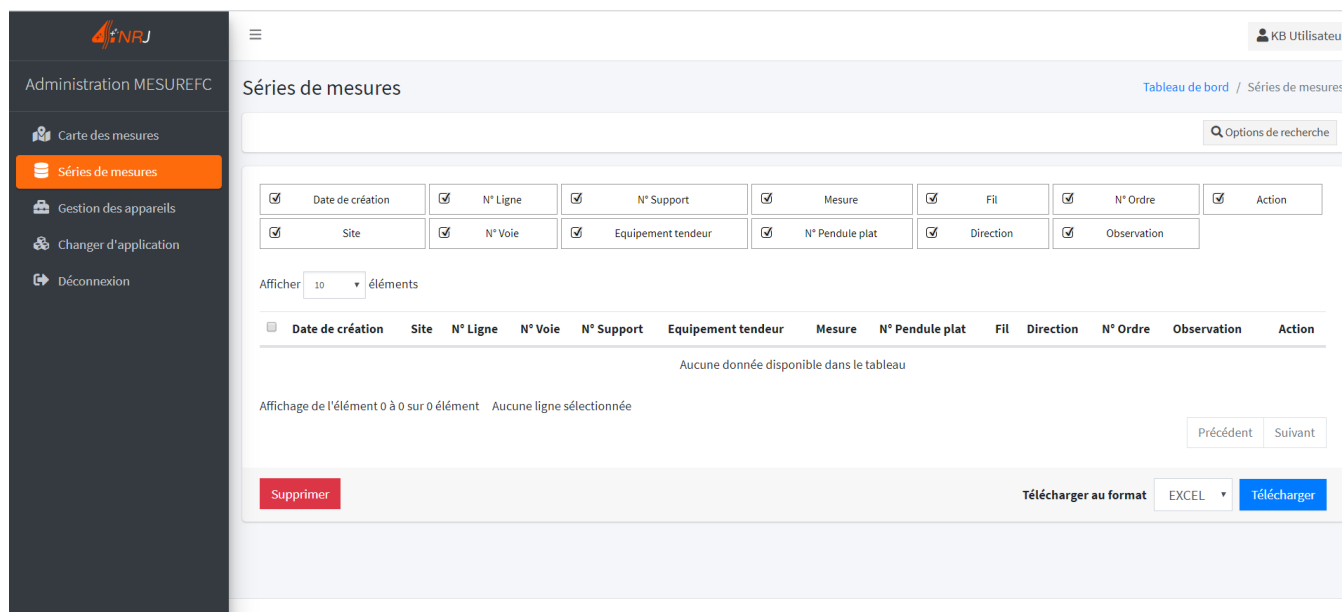 4NRJ
KB Utilisateu
Administration MESUREFC
Séries de mesures
Tableau de bord / Séries de mesures
Carte des mesures
Options de recherche
Séries de mesures
Gestion des appareils
Changer d'application
Déconnexion
Date de création N° Ligne N° Support Mesure Fil N° Ordre Action
Site N° Voie Equipement tendeur N° Pendule plat Direction Observation
Afficher 10 éléments
Date de création Site N° Ligne N° Voie N° Support Equipement tendeur Mesure N° Pendule plat Fil Direction N° Ordre Observation Action
Aucune donnée disponible dans le tableau
Affichage de l'élément 0 à 0 sur 0 élément Aucune ligne sélectionnée
Précédent Suivant
Supprimer
Télécharger au format EXCEL Télécharger